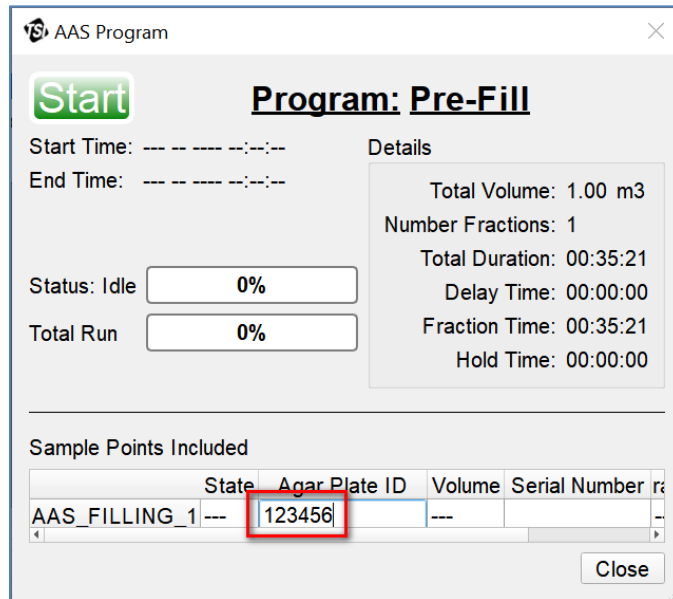 TSI AAS Program
Start
Program: Pre-Fill
Start Time: --- -- ---- --:--:--
End Time: --- -- ---- --:--:--
Status: Idle 0%
Total Run 0%
Details
Total Volume: 1.00 m3
Number Fractions: 1
Total Duration: 00:35:21
Delay Time: 00:00:00
Fraction Time: 00:35:21
Hold Time: 00:00:00
Sample Points Included
State Agar Plate ID Volume Serial Number
AAS_FILLING_1 --- 123456 --- --
Close